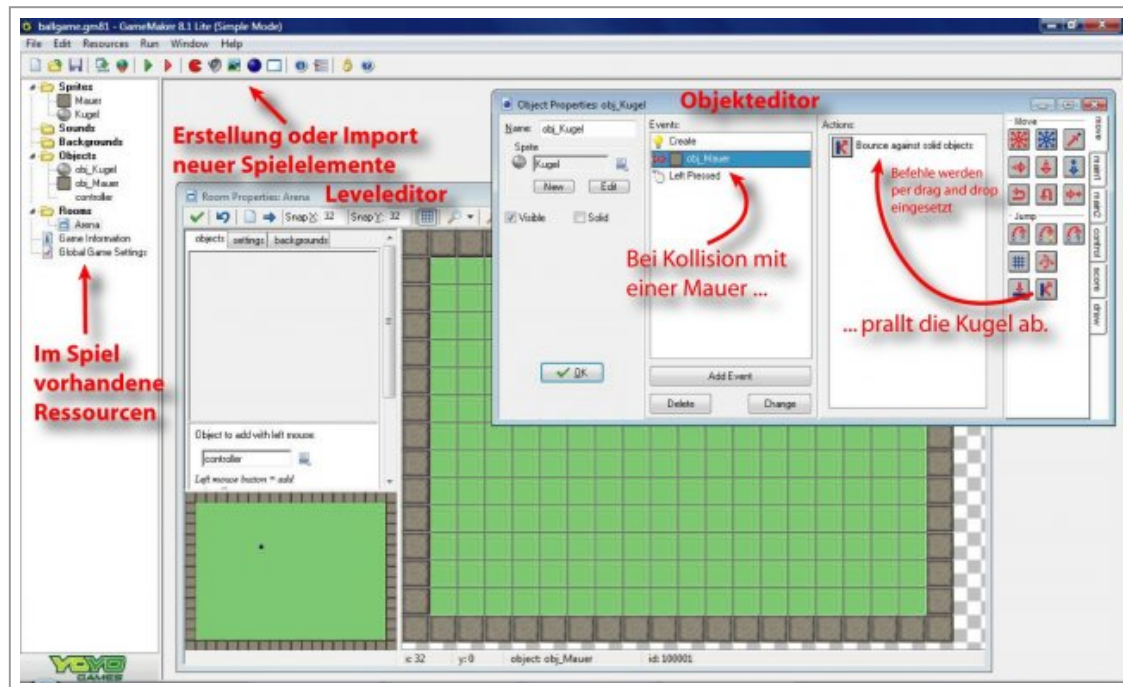 ballgame.gm81 - GameMaker 8.1 Lite (Simple Mode)
File Edit Resources Run Window Help
Sprites
Mauer
Kugel
Sounds
Backgrounds
Objects
obj_Kugel
obj_Mauer
controller
Rooms
Arena
Game Information
Global Game Settings
Erstellung oder Import
neuer Spielelemente
Leveleditor
Im Spiel
vorhandene
Ressourcen
Room Properties: Arena
Snap X: 32 Snap Y: 32
objects settings backgrounds
Object to add with left mouse:
controller
Left mouse button = add
x: 32 y: 0 object: obj_Mauer id: 100001
Object Properties: obj_Kugel
Objekteditor
Name: obj_Kugel
Sprite
Kugel
New Edit
Visible Solid
OK
Events:
Create
obj_Mauer
Left Pressed
Bei Kollision mit
einer Mauer ...
Add Event
Delete Change
Actions:
Bounce against solid objects
Befehle werden
per drag and drop
eingesetzt
... prallt die Kugel ab.
Move
Jump
move
main1
main2
control
score
draw
YOYO
GAMES